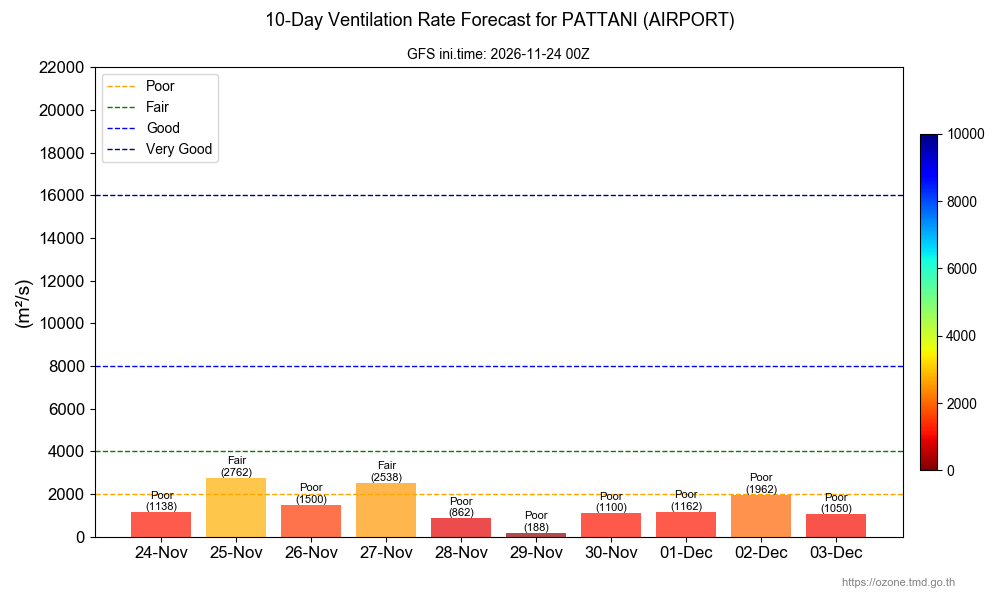 10-Day Ventilation Rate Forecast for PATTANI (AIRPORT)
GFS ini.time: 2026-11-24 00Z
22000
20000
18000
16000
14000
12000
10000
8000
6000
4000
2000
0
(m²/s)
Poor
Fair
Good
Very Good
Poor
(1138)
Fair
(2762)
Poor
(1500)
Fair
(2538)
Poor
(862)
Poor
(188)
Poor
(1100)
Poor
(1162)
Poor
(1962)
Poor
(1050)
24-Nov 25-Nov 26-Nov 27-Nov 28-Nov 29-Nov 30-Nov 01-Dec 02-Dec 03-Dec
10000
8000
6000
4000
2000
0
https://ozone.tmd.go.th